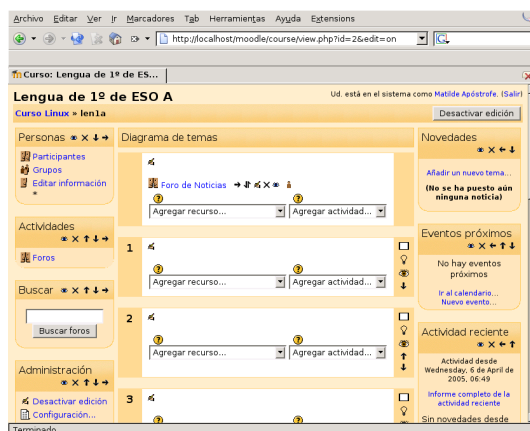 Archivo Editar Ver Ir Marcadores Tab Herramientas Ayuda Extensions
http://localhost/moodle/course/view.php?id=2&edit=on
G
Curso: Lengua de 1º de ES...
Lengua de 1º de ESO A
Ud. está en el sistema como Matilde Apóstrofe. (Salir)
Curso Linux » len1a
Desactivar edición
Personas
Participantes
Grupos
Editar información
*
Actividades
Foros
Buscar
Buscar foros
Administración
Desactivar edición
Configuración...
Diagrama de temas
Foro de Noticias
Agregar recurso... Agregar actividad...
1
Agregar recurso... Agregar actividad...
2
Agregar recurso... Agregar actividad...
3
Novedades
Añadir un nuevo tema...
(No se ha puesto aún
ninguna noticia)
Eventos próximos
No hay eventos
próximos
Ir al calendario...
Nuevo evento...
Actividad reciente
Actividad desde
Wednesday, 6 de April de
2005, 06:49
Informe completo de la
actividad reciente
Sin novedades desde
Terminado